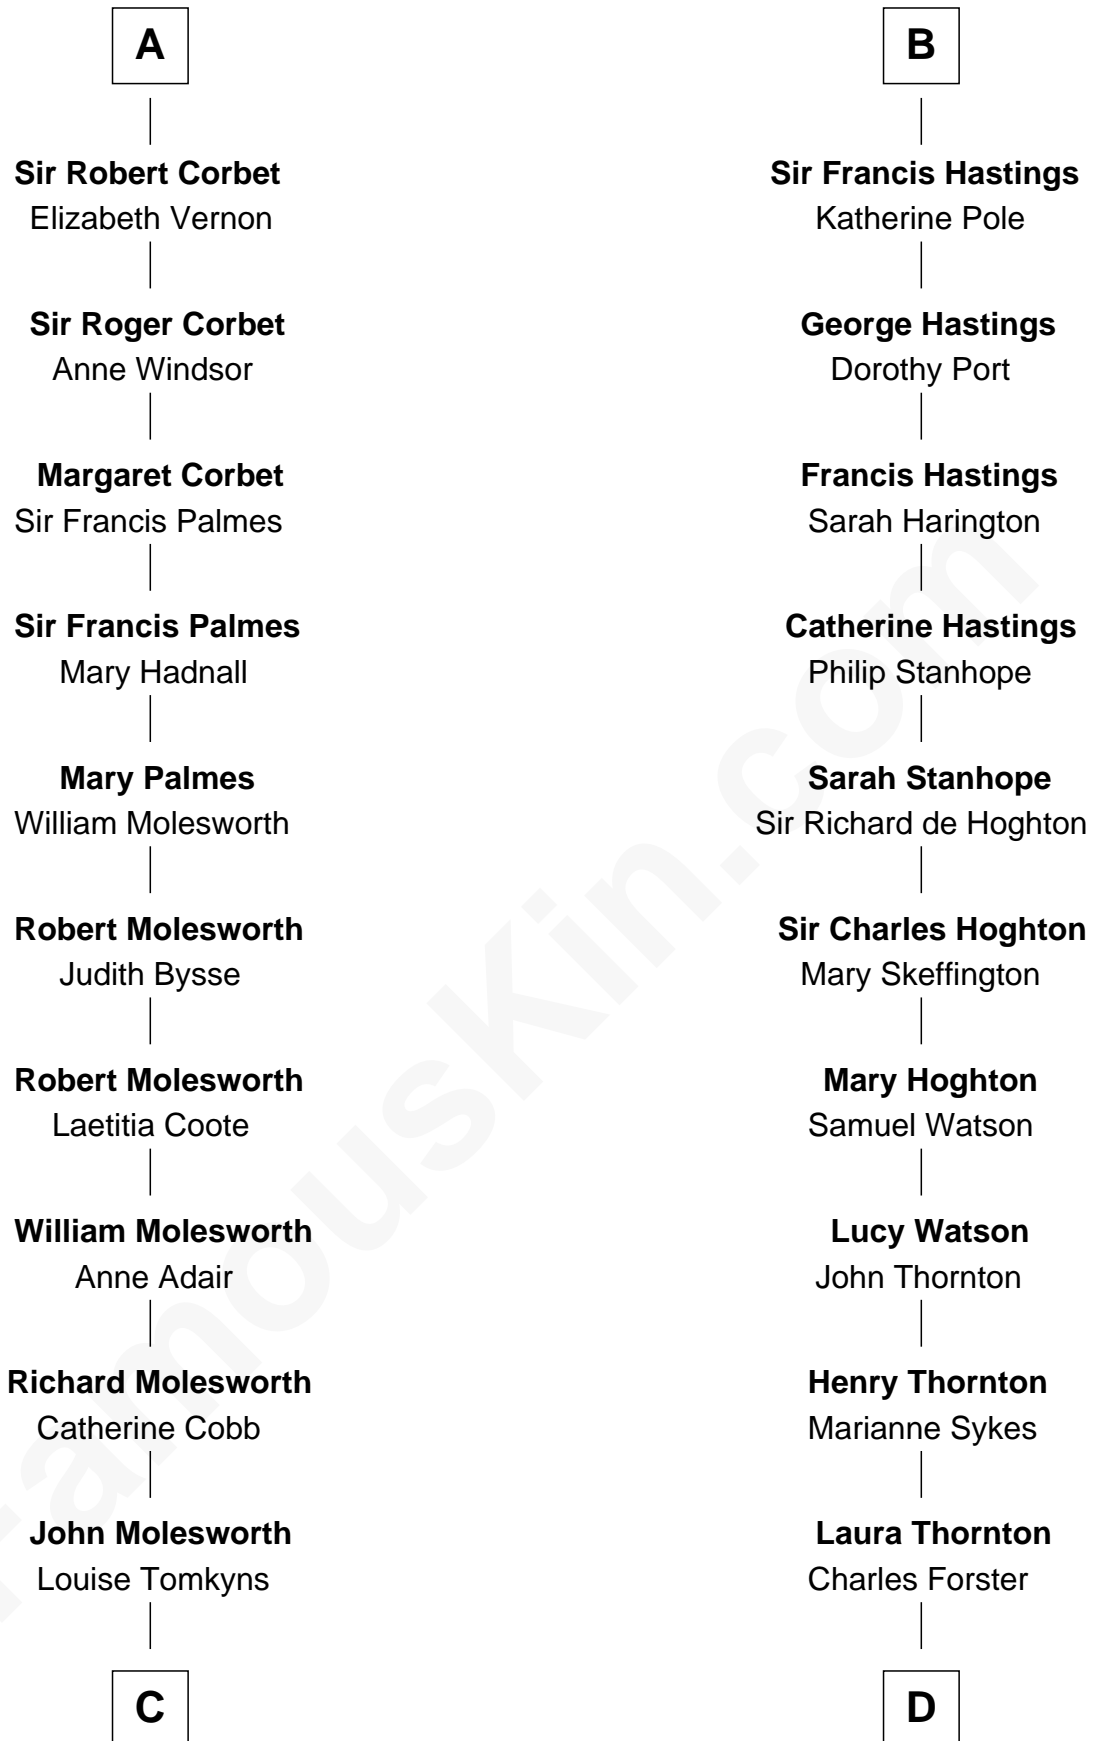 A
Sir Robert Corbet
Elizabeth Vernon
Sir Roger Corbet
Anne Windsor
Margaret Corbet
Sir Francis Palmes
Sir Francis Palmes
Mary Hadnall
Mary Palmes
William Molesworth
Robert Molesworth
Judith Bysse
Robert Molesworth
Laetitia Coote
William Molesworth
Anne Adair
Richard Molesworth
Catherine Cobb
John Molesworth
Louise Tomkyns
C
B
Sir Francis Hastings
Katherine Pole
George Hastings
Dorothy Port
Francis Hastings
Sarah Harington
Catherine Hastings
Philip Stanhope
Sarah Stanhope
Sir Richard de Hoghton
Sir Charles Hoghton
Mary Skeffington
Mary Hoghton
Samuel Watson
Lucy Watson
John Thornton
Henry Thornton
Marianne Sykes
Laura Thornton
Charles Forster
D
FamousKin.com